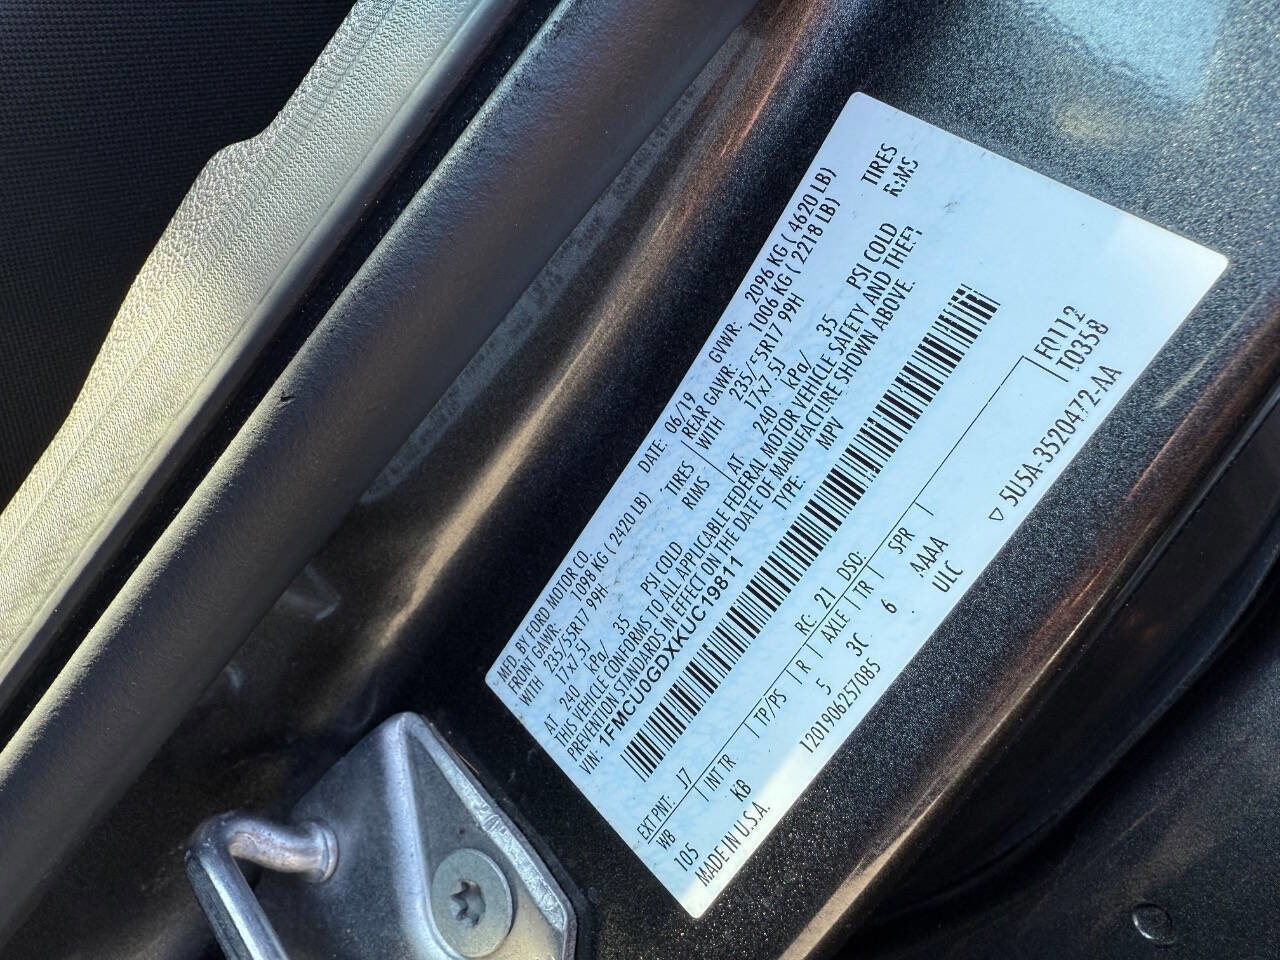 MFD. BY FORD MOTOR CO. DATE: 06/19 GVWR: 2096 KG ( 4620 LB)
FRONT GAWR: 1098 KG ( 2420 LB) REAR GAWR: 1006 KG ( 2218 LB)
WITH 235/55R17 99H TIRES WITH 235/55R17 99H TIRES
17x7.5J RIMS 17x7.5J RIMS
AT 240 kPa/ 35 PSI COLD AT 240 kPa/ 35 PSI COLD
THIS VEHICLE CONFORMS TO ALL APPLICABLE FEDERAL MOTOR VEHICLE SAFETY AND THEFT
PREVENTION STANDARDS IN EFFECT ON THE DATE OF MANUFACTURE SHOWN ABOVE.
VIN: 1FMCU0GDXKUC19811 TYPE: MPV
EXT PNT: J7 RC: 21 DSO: F0112
WB INT TR TP/PS R AXLE TR SPR T0358
105 KB 5 3C 6 AAAA
MADE IN U.S.A. 1201906257085 ULC
▽ 5U5A-3520472-AA